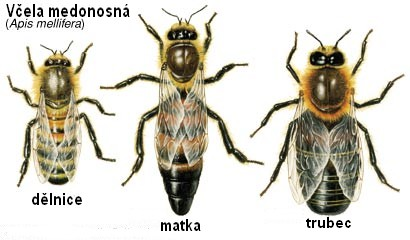 Včela medonosná
(Apis mellifera)
dělnice
matka
trubec